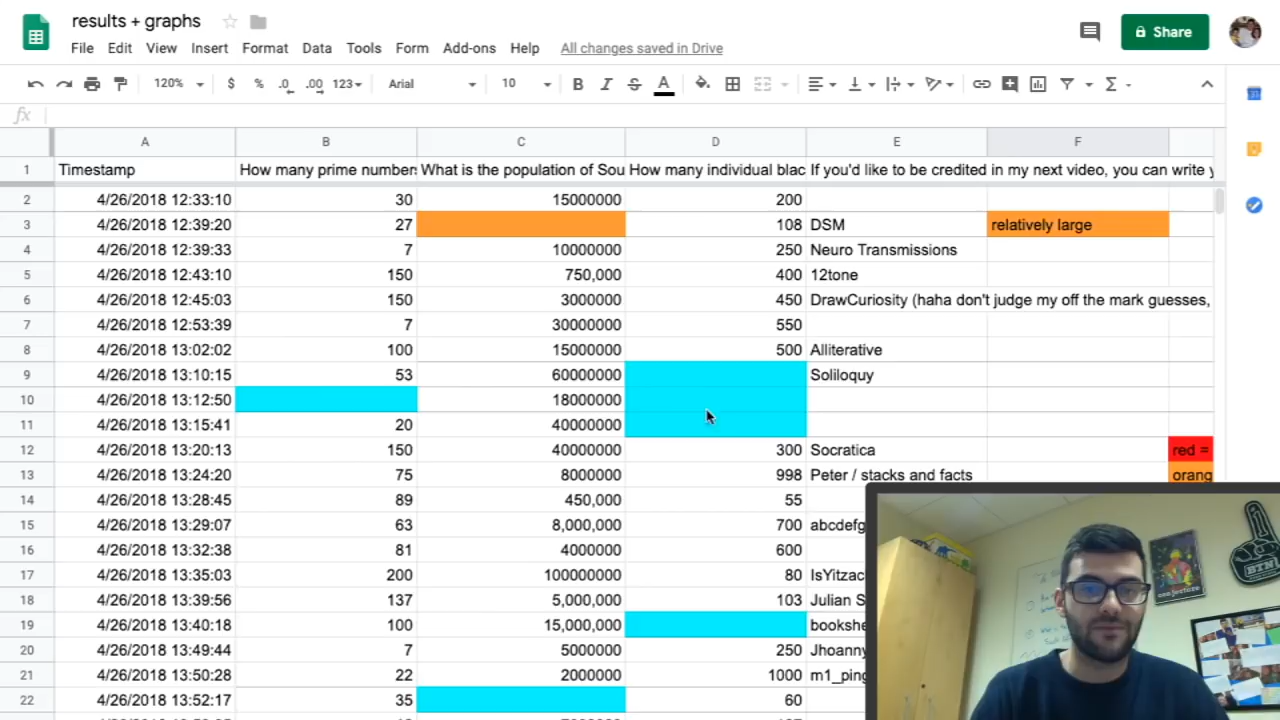 results + graphs
File Edit View Insert Format Data Tools Form Add-ons Help All changes saved in Drive
Share
120% $ % .0 .00 123 Arial 10 B I S A
fx
A B C D E F
1 Timestamp How many prime numbers What is the population of Sou How many individual blac If you'd like to be credited in my next video, you can write y
2 4/26/2018 12:33:10 30 15000000 200
3 4/26/2018 12:39:20 27 108 DSM relatively large
4 4/26/2018 12:39:33 7 10000000 250 Neuro Transmissions
5 4/26/2018 12:43:10 150 750,000 400 12tone
6 4/26/2018 12:45:03 150 3000000 450 DrawCuriosity (haha don't judge my off the mark guesses,
7 4/26/2018 12:53:39 7 30000000 550
8 4/26/2018 13:02:02 100 15000000 500 Alliterative
9 4/26/2018 13:10:15 53 60000000 Soliloquy
10 4/26/2018 13:12:50 18000000
11 4/26/2018 13:15:41 20 40000000
12 4/26/2018 13:20:13 150 40000000 300 Socratica red =
13 4/26/2018 13:24:20 75 8000000 998 Peter / stacks and facts orang
14 4/26/2018 13:28:45 89 450,000 55
15 4/26/2018 13:29:07 63 8,000,000 700 abcdefg
16 4/26/2018 13:32:38 81 4000000 600
17 4/26/2018 13:35:03 200 100000000 80 IsYitzac
18 4/26/2018 13:39:56 137 5,000,000 103 Julian S
19 4/26/2018 13:40:18 100 15,000,000 bookshe
20 4/26/2018 13:49:44 7 5000000 250 Jhoanny
21 4/26/2018 13:50:28 22 2000000 1000 m1_ping
22 4/26/2018 13:52:17 35 60
BTN
conjecture